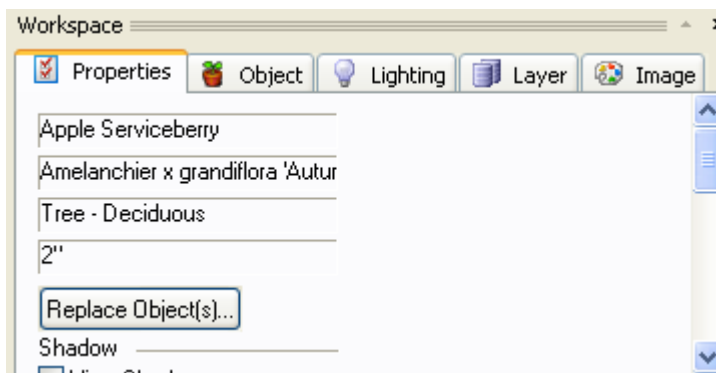 Workspace
Properties Object Lighting Layer Image
Apple Serviceberry
Amelanchier x grandiflora 'Autur
Tree - Deciduous
2"
Replace Object(s)...
Shadow